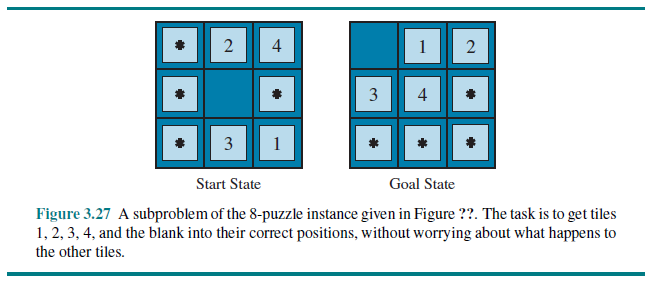 * 2 4 1 2
* * 3 4 *
* 3 1 * * *
Start State Goal State
Figure 3.27 A subproblem of the 8-puzzle instance given in Figure ??. The task is to get tiles
1, 2, 3, 4, and the blank into their correct positions, without worrying about what happens to
the other tiles.